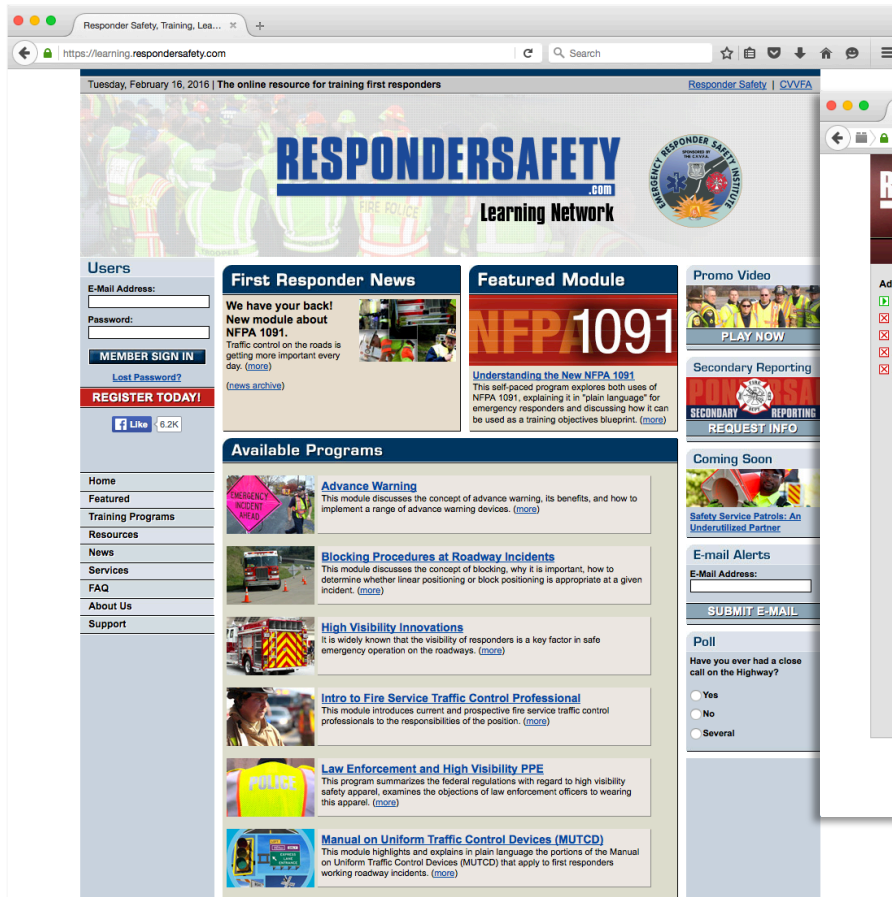 Responder Safety, Training, Lea...
https://learning.respondersafety.com
Search
Tuesday, February 16, 2016 | The online resource for training first responders
Responder Safety | CVVFA
RESPONDERSAFETY
.com
Learning Network
EMERGENCY RESPONDER SAFETY INSTITUTE
SPONSORED BY
THE C.V.V.F.A.
FIRE POLICE
TROOPER
Users
E-Mail Address:
Password:
MEMBER SIGN IN
Lost Password?
REGISTER TODAY!
Like 6.2K
Home
Featured
Training Programs
Resources
News
Services
FAQ
About Us
Support
First Responder News
We have your back!
New module about
NFPA 1091.
Traffic control on the roads is
getting more important every
day. (more)
(news archive)
Featured Module
NFPA 1091
Understanding the New NFPA 1091
This self-paced program explores both uses of
NFPA 1091, explaining it in "plain language" for
emergency responders and discussing how it can
be used as a training objectives blueprint. (more)
Available Programs
EMERGENCY
INCIDENT
AHEAD
Advance Warning
This module discusses the concept of advance warning, its benefits, and how to
implement a range of advance warning devices. (more)
Blocking Procedures at Roadway Incidents
This module discusses the concept of blocking, why it is important, how to
determine whether linear positioning or block positioning is appropriate at a given
incident. (more)
High Visibility Innovations
It is widely known that the visibility of responders is a key factor in safe
emergency operation on the roadways. (more)
Intro to Fire Service Traffic Control Professional
This module introduces current and prospective fire service traffic control
professionals to the responsibilities of the position. (more)
POLICE
Law Enforcement and High Visibility PPE
This program summarizes the federal regulations with regard to high visibility
safety apparel, examines the objections of law enforcement officers to wearing
this apparel. (more)
EXPRESS
LANE
ENTRANCE
Manual on Uniform Traffic Control Devices (MUTCD)
This module highlights and explains in plain language the portions of the Manual
on Uniform Traffic Control Devices (MUTCD) that apply to first responders
working roadway incidents. (more)
Promo Video
PLAY NOW
Secondary Reporting
SECONDARY REPORTING
REQUEST INFO
Coming Soon
Safety Service Patrols: An
Underutilized Partner
E-mail Alerts
E-Mail Address:
SUBMIT E-MAIL
Poll
Have you ever had a close
call on the Highway?
Yes
No
Several
R
Ad